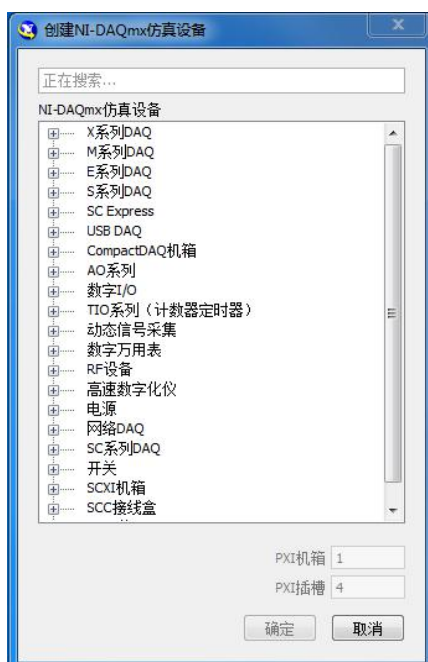 创建NI-DAQmx仿真设备
正在搜索...
NI-DAQmx仿真设备
X系列DAQ
M系列DAQ
E系列DAQ
S系列DAQ
SC Express
USB DAQ
CompactDAQ机箱
AO系列
数字I/O
TIO系列（计数器定时器）
动态信号采集
数字万用表
RF设备
高速数字化仪
电源
网络DAQ
SC系列DAQ
开关
SCXI机箱
SCC接线盒
PXI机箱 1
PXI插槽 4
确定 取消